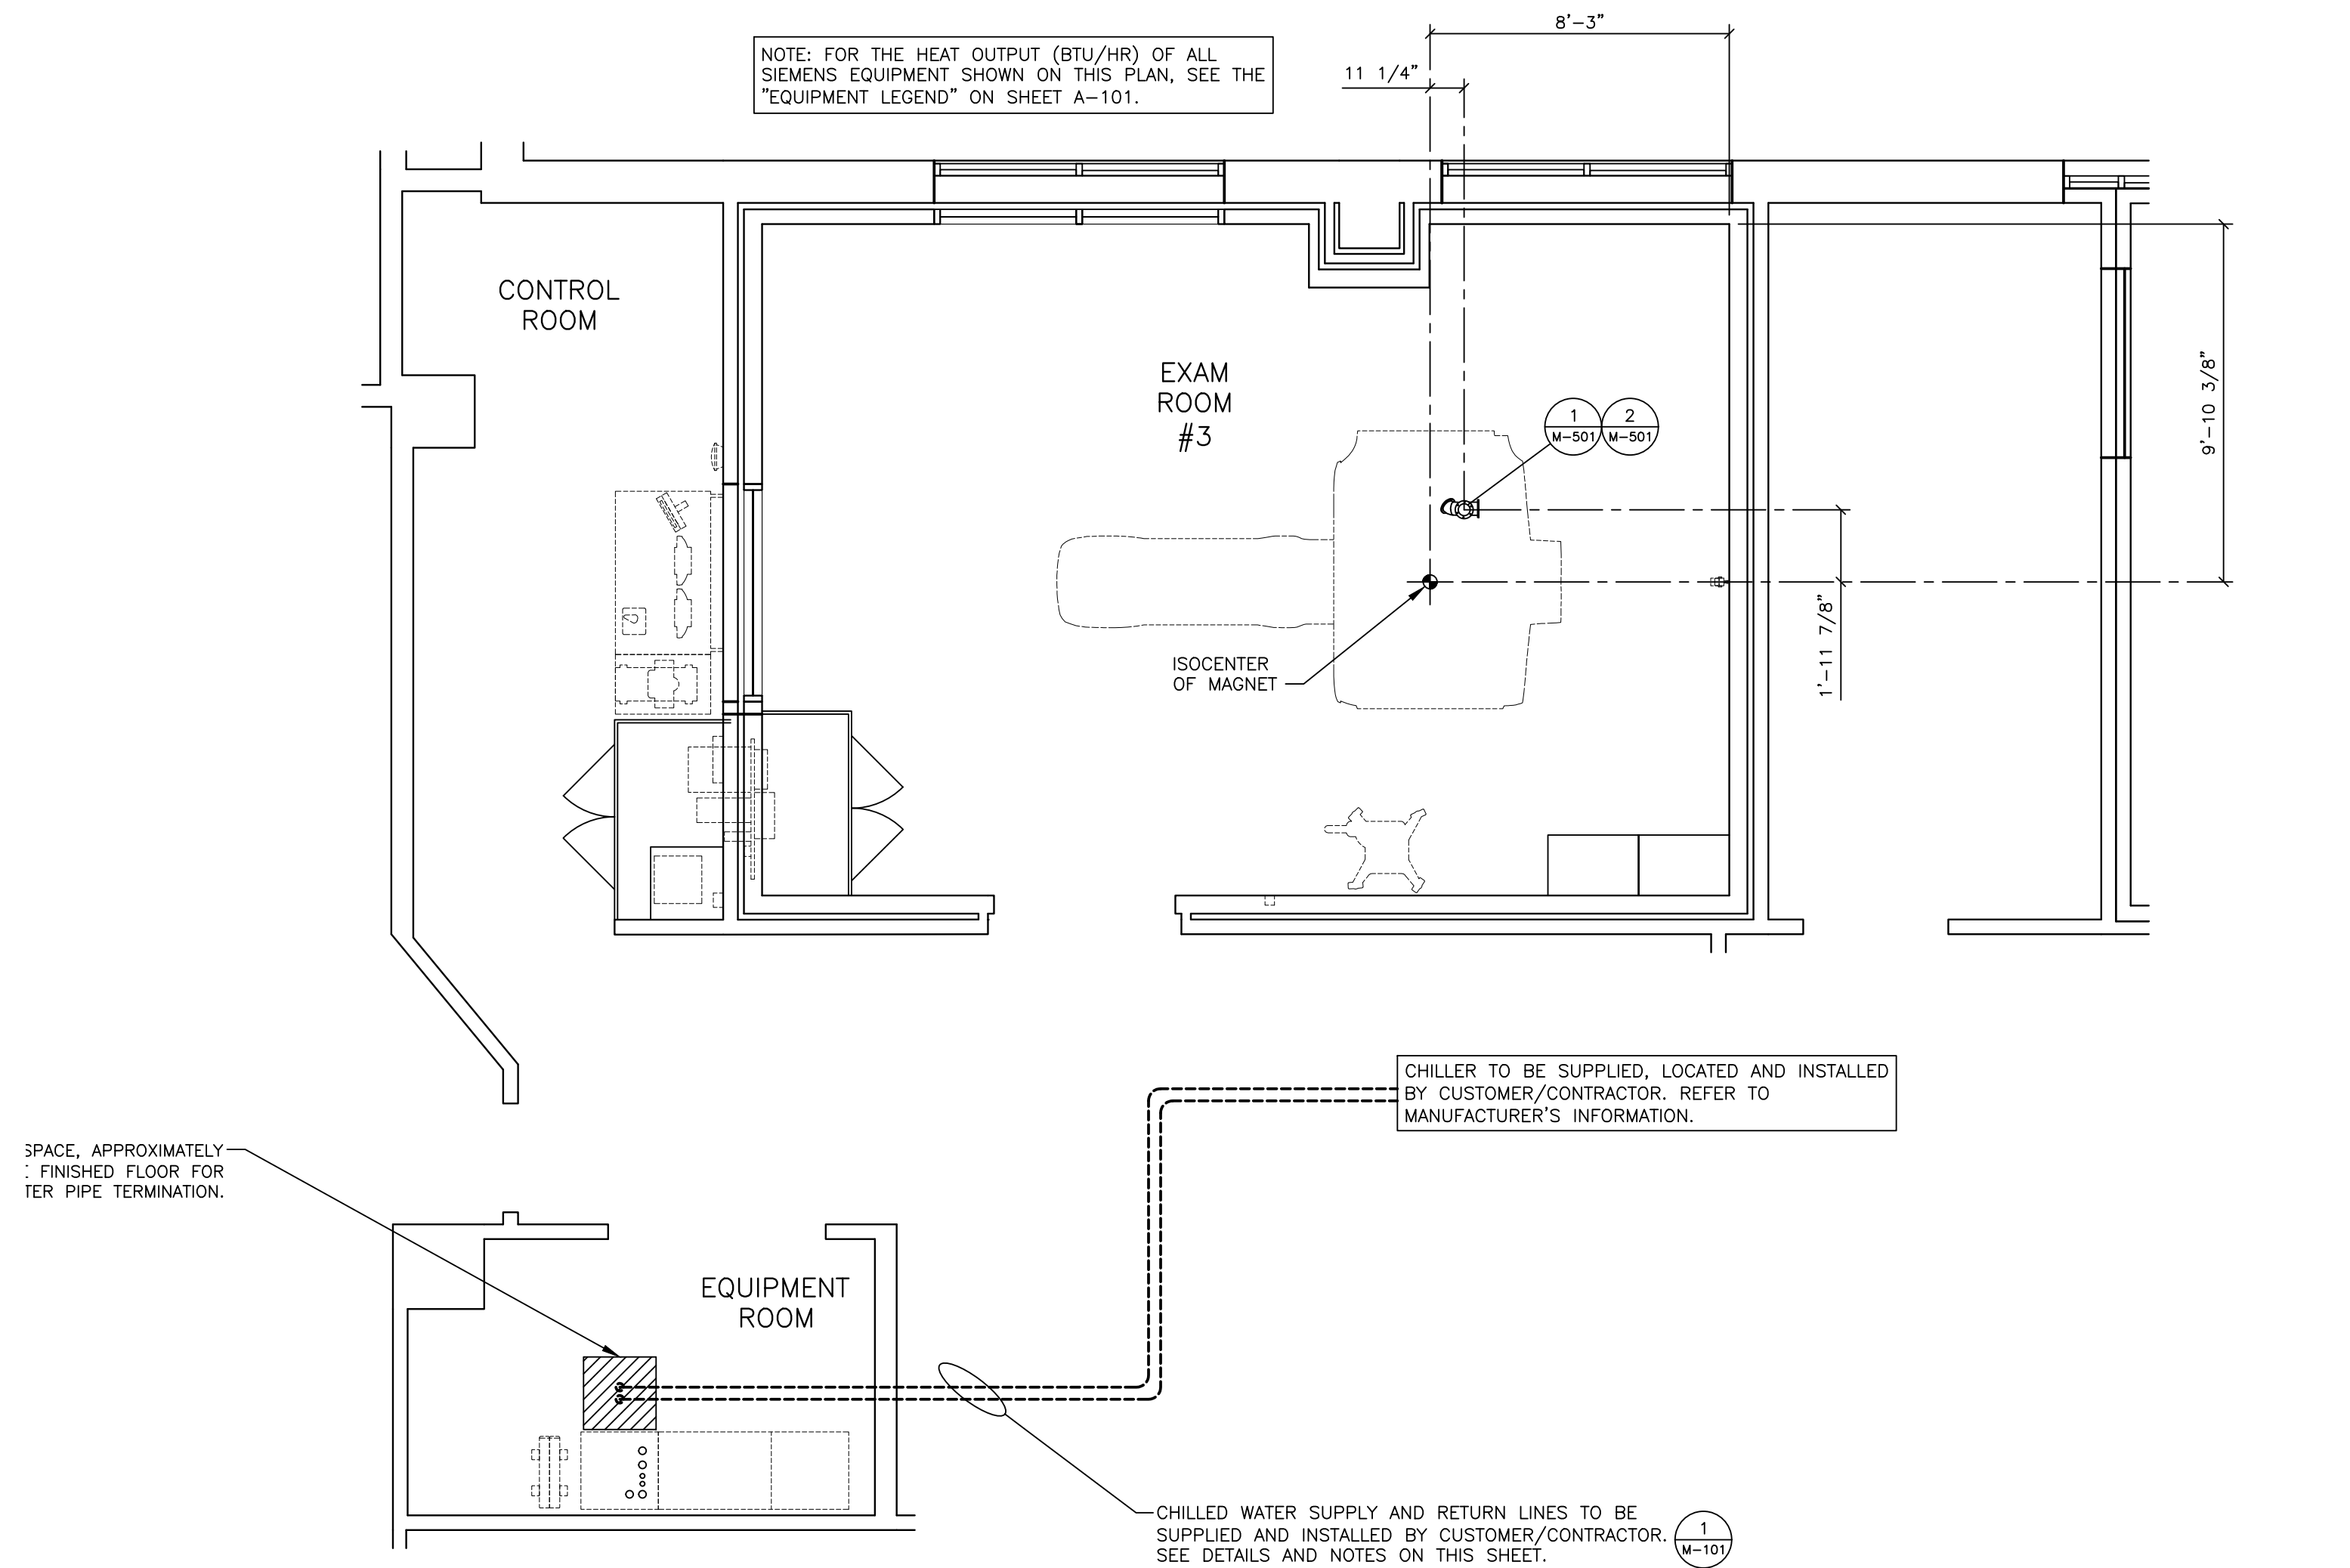 8'-3"
NOTE: FOR THE HEAT OUTPUT (BTU/HR) OF ALL
SIEMENS EQUIPMENT SHOWN ON THIS PLAN, SEE THE
"EQUIPMENT LEGEND" ON SHEET A-101.
11 1/4"
CONTROL
ROOM
EXAM
ROOM
#3
1
M-501
2
M-501
9'-10 3/8"
1'-11 7/8"
ISOCENTER
OF MAGNET
CHILLER TO BE SUPPLIED, LOCATED AND INSTALLED
BY CUSTOMER/CONTRACTOR. REFER TO
MANUFACTURER'S INFORMATION.
SPACE, APPROXIMATELY
FINISHED FLOOR FOR
PIPE TERMINATION.
EQUIPMENT
ROOM
CHILLED WATER SUPPLY AND RETURN LINES TO BE
SUPPLIED AND INSTALLED BY CUSTOMER/CONTRACTOR.
SEE DETAILS AND NOTES ON THIS SHEET.
1
M-101